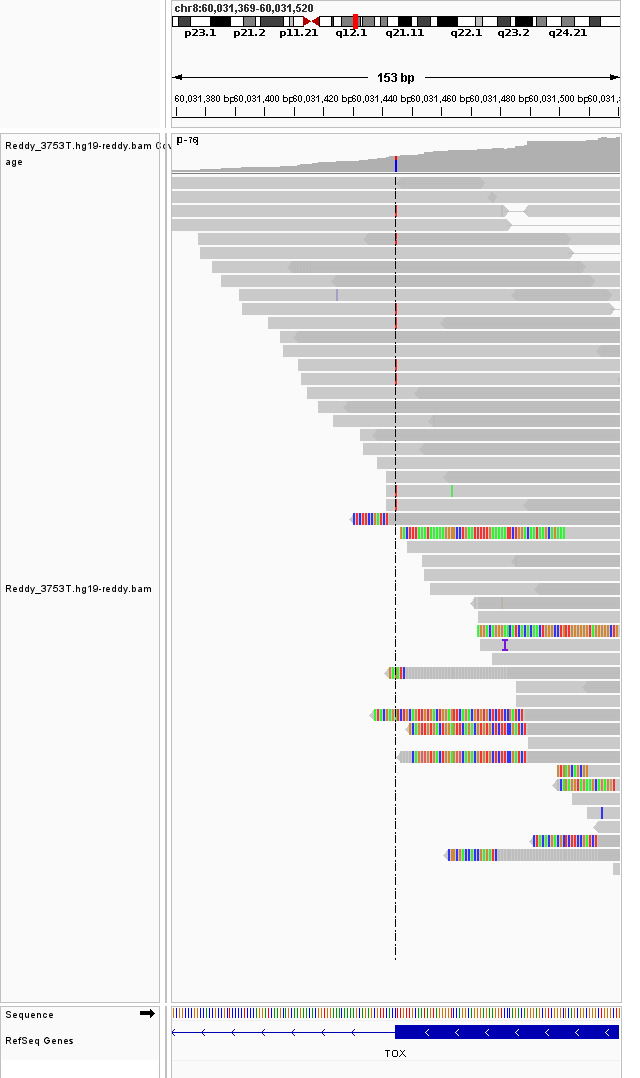 chr8:60,031,369-60,031,520
p23.1 p21.2 p11.21 q12.1 q21.11 q22.1 q23.2 q24.21
153 bp
60,031,380 bp 60,031,400 bp 60,031,420 bp 60,031,440 bp 60,031,460 bp 60,031,480 bp 60,031,500 bp
Reddy_3753T.hg19-reddy.bam
age
[0-76]
Reddy_3753T.hg19-reddy.bam
Sequence
RefSeq Genes
TOX